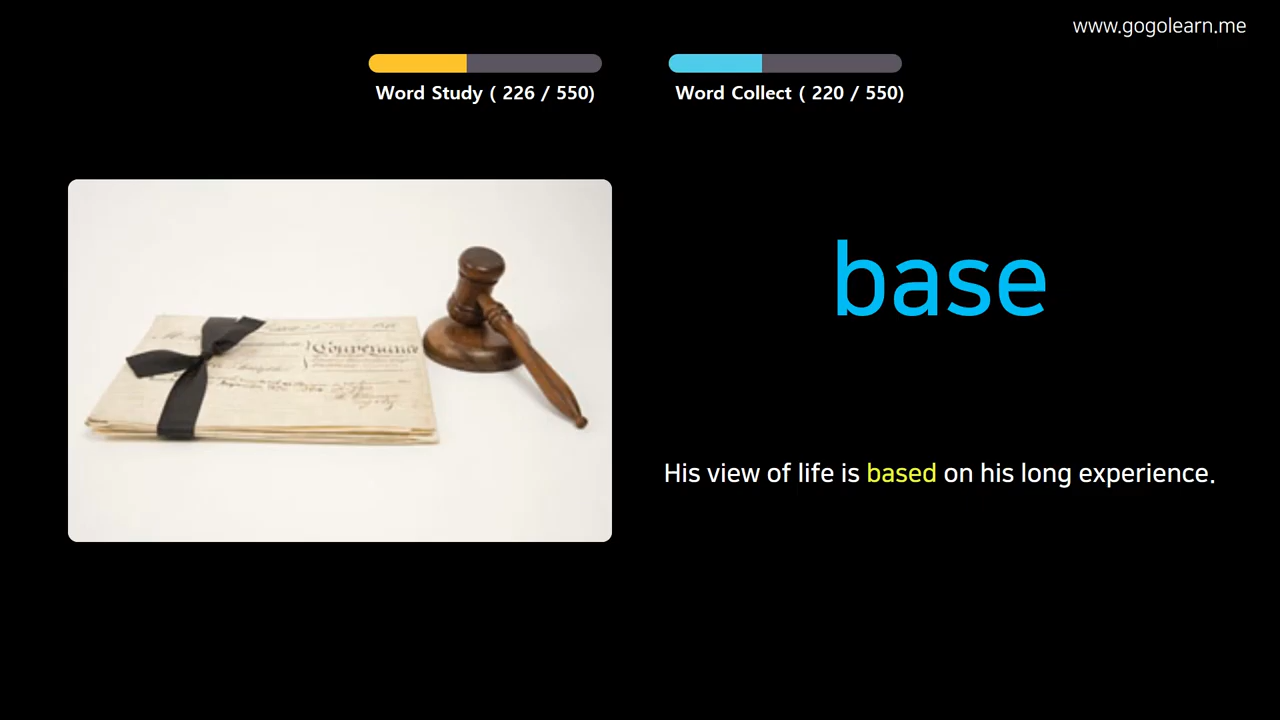 www.gogolearn.me
Word Study ( 226 / 550)
Word Collect ( 220 / 550)
base
His view of life is based on his long experience.
Conveyance